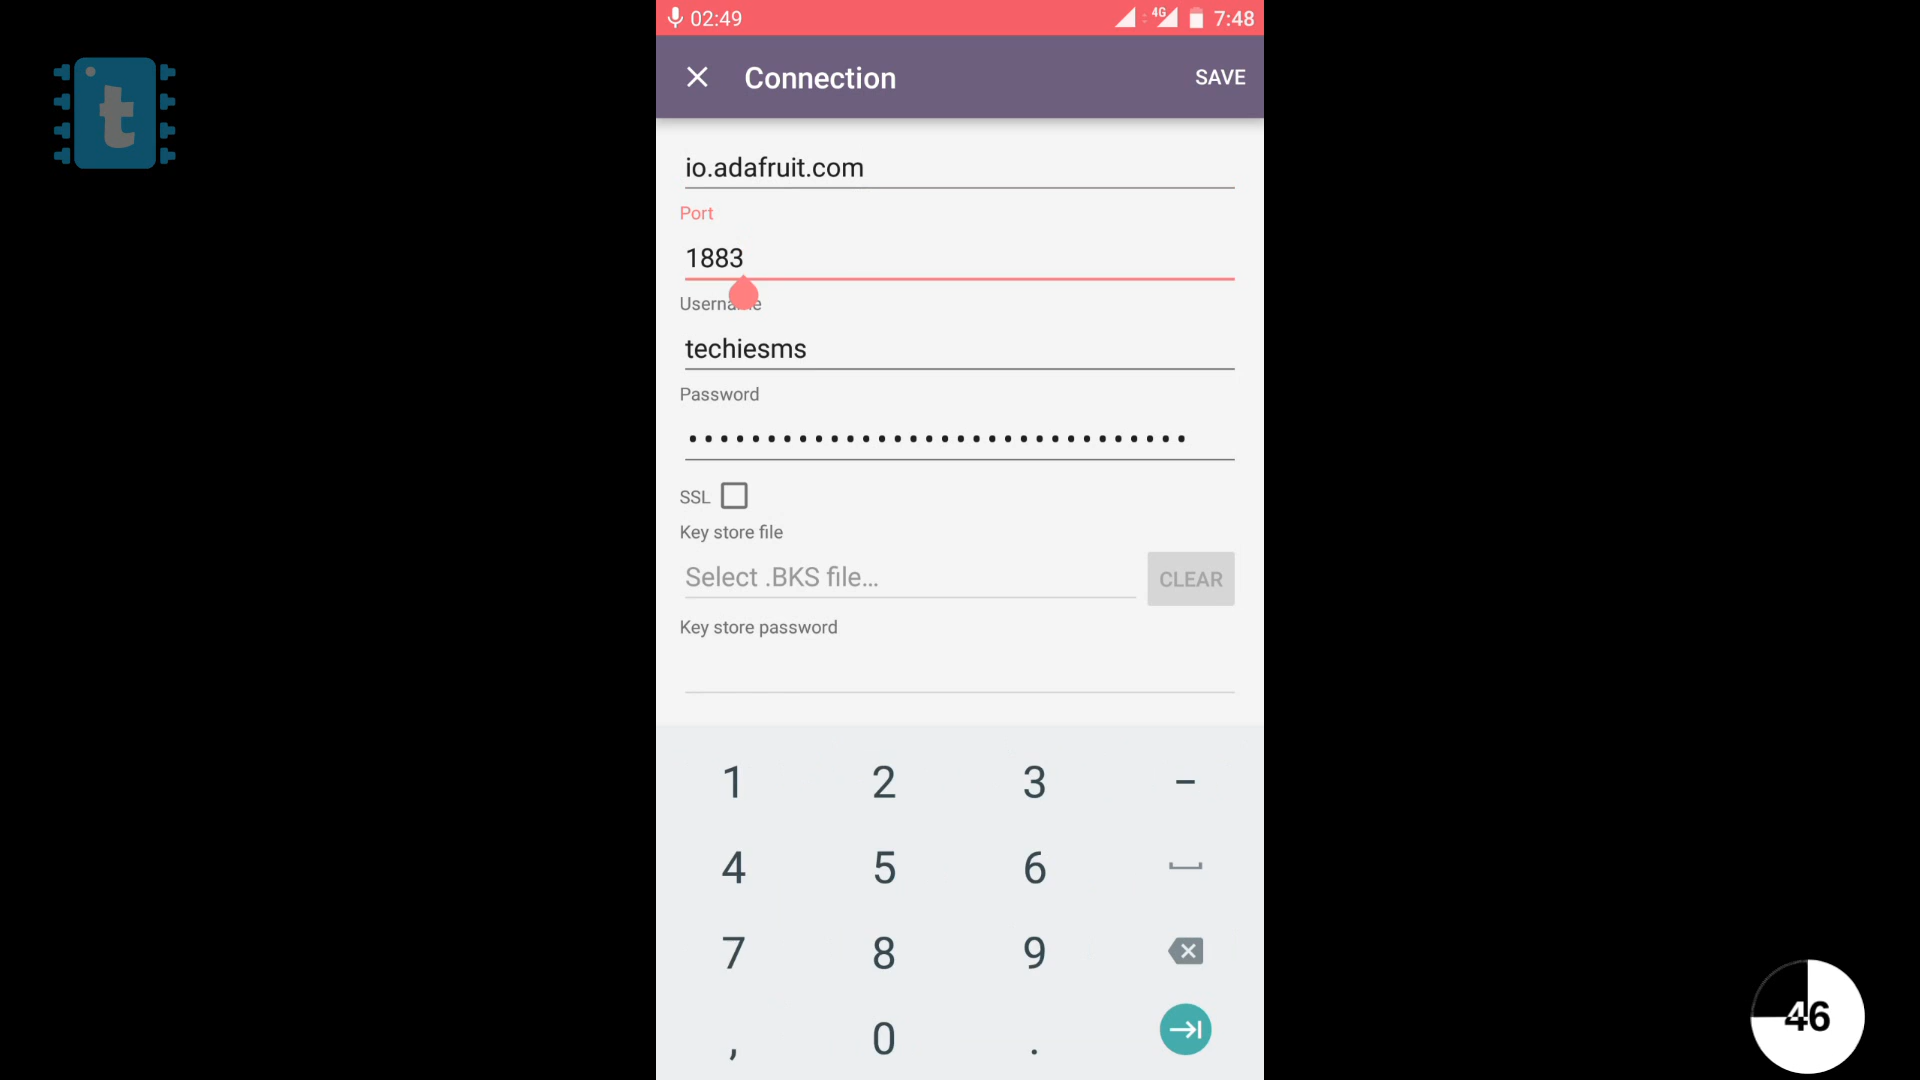 02:49
4G
7:48
Connection
SAVE
t
io.adafruit.com
Port
1883
Username
techiesms
Password
••••••••••••••••••••••••••••••••
SSL
Key store file
Select .BKS file...
CLEAR
Key store password
1 2 3 –
4 5 6
7 8 9
, 0 .
46